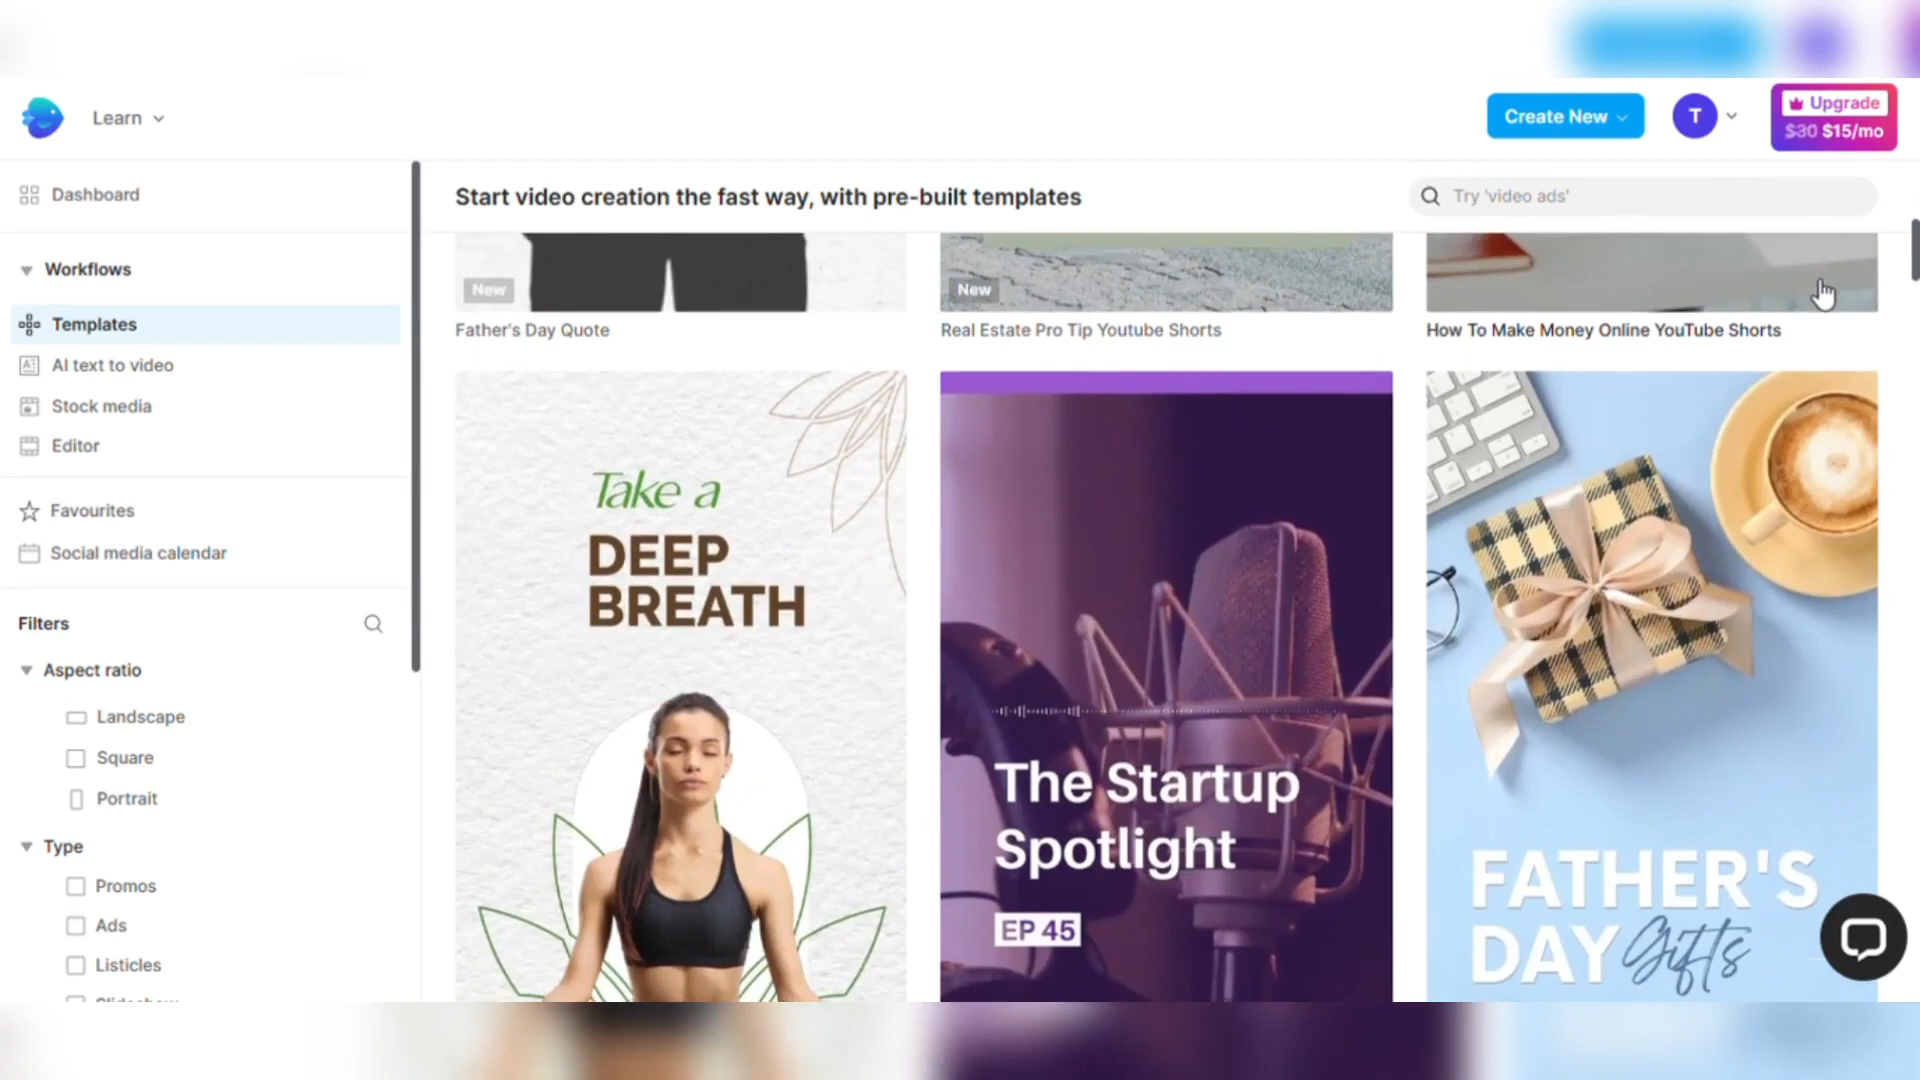 Learn
Create New
T
Upgrade
$30 $15/mo
Dashboard
Start video creation the fast way, with pre-built templates
Try 'video ads'
Workflows
New
New
Templates
Father's Day Quote
Real Estate Pro Tip Youtube Shorts
How To Make Money Online YouTube Shorts
AI text to video
Stock media
Editor
Favourites
Social media calendar
Filters
Aspect ratio
Landscape
Square
Portrait
Type
Promos
Ads
Listicles
Take a
DEEP
BREATH
The Startup
Spotlight
EP 45
FATHER'S
DAY Gifts